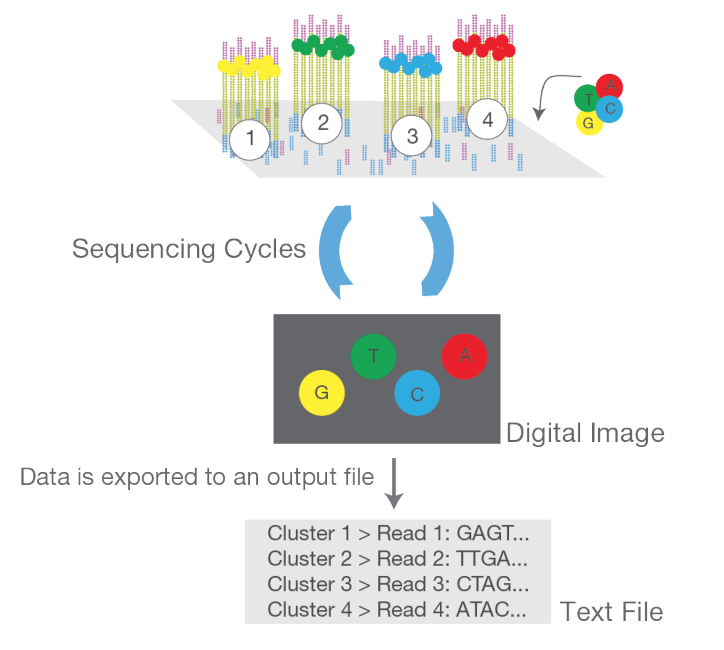 1
2
3
4
A
T
C
G
Sequencing Cycles
T
A
G
C
Digital Image
Data is exported to an output file
Cluster 1 > Read 1: GAGT...
Cluster 2 > Read 2: TTGA...
Cluster 3 > Read 3: CTAG...
Cluster 4 > Read 4: ATAC...
Text File